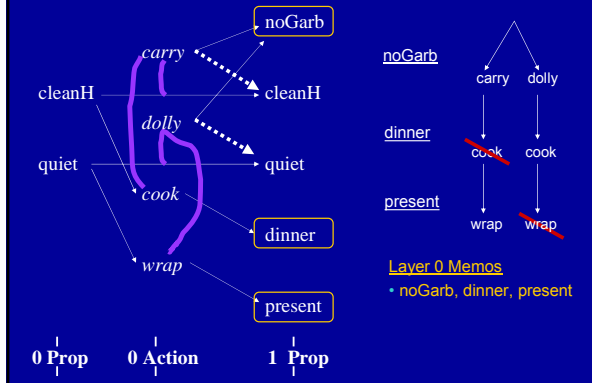 noGarb
carry
cleanH
cleanH
dolly
quiet
quiet
cook
dinner
wrap
present
0 Prop
0 Action
1 Prop
noGarb
carry
dolly
dinner
cook
cook
present
wrap
wrap
Layer 0 Memos
• noGarb, dinner, present